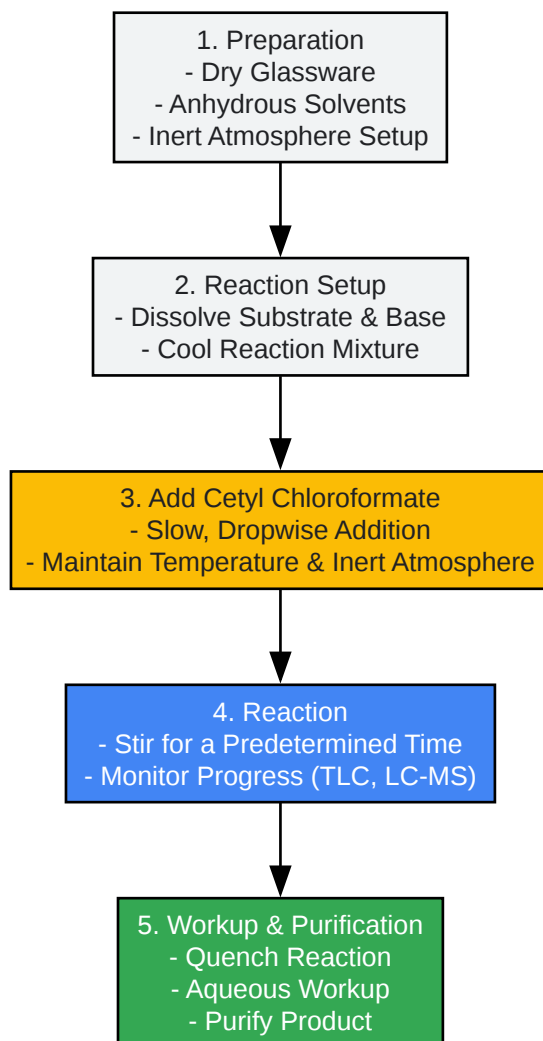 1. Preparation
- Dry Glassware
- Anhydrous Solvents
- Inert Atmosphere Setup
2. Reaction Setup
- Dissolve Substrate & Base
- Cool Reaction Mixture
3. Add Cetyl Chloroformate
- Slow, Dropwise Addition
- Maintain Temperature & Inert Atmosphere
4. Reaction
- Stir for a Predetermined Time
- Monitor Progress (TLC, LC-MS)
5. Workup & Purification
- Quench Reaction
- Aqueous Workup
- Purify Product